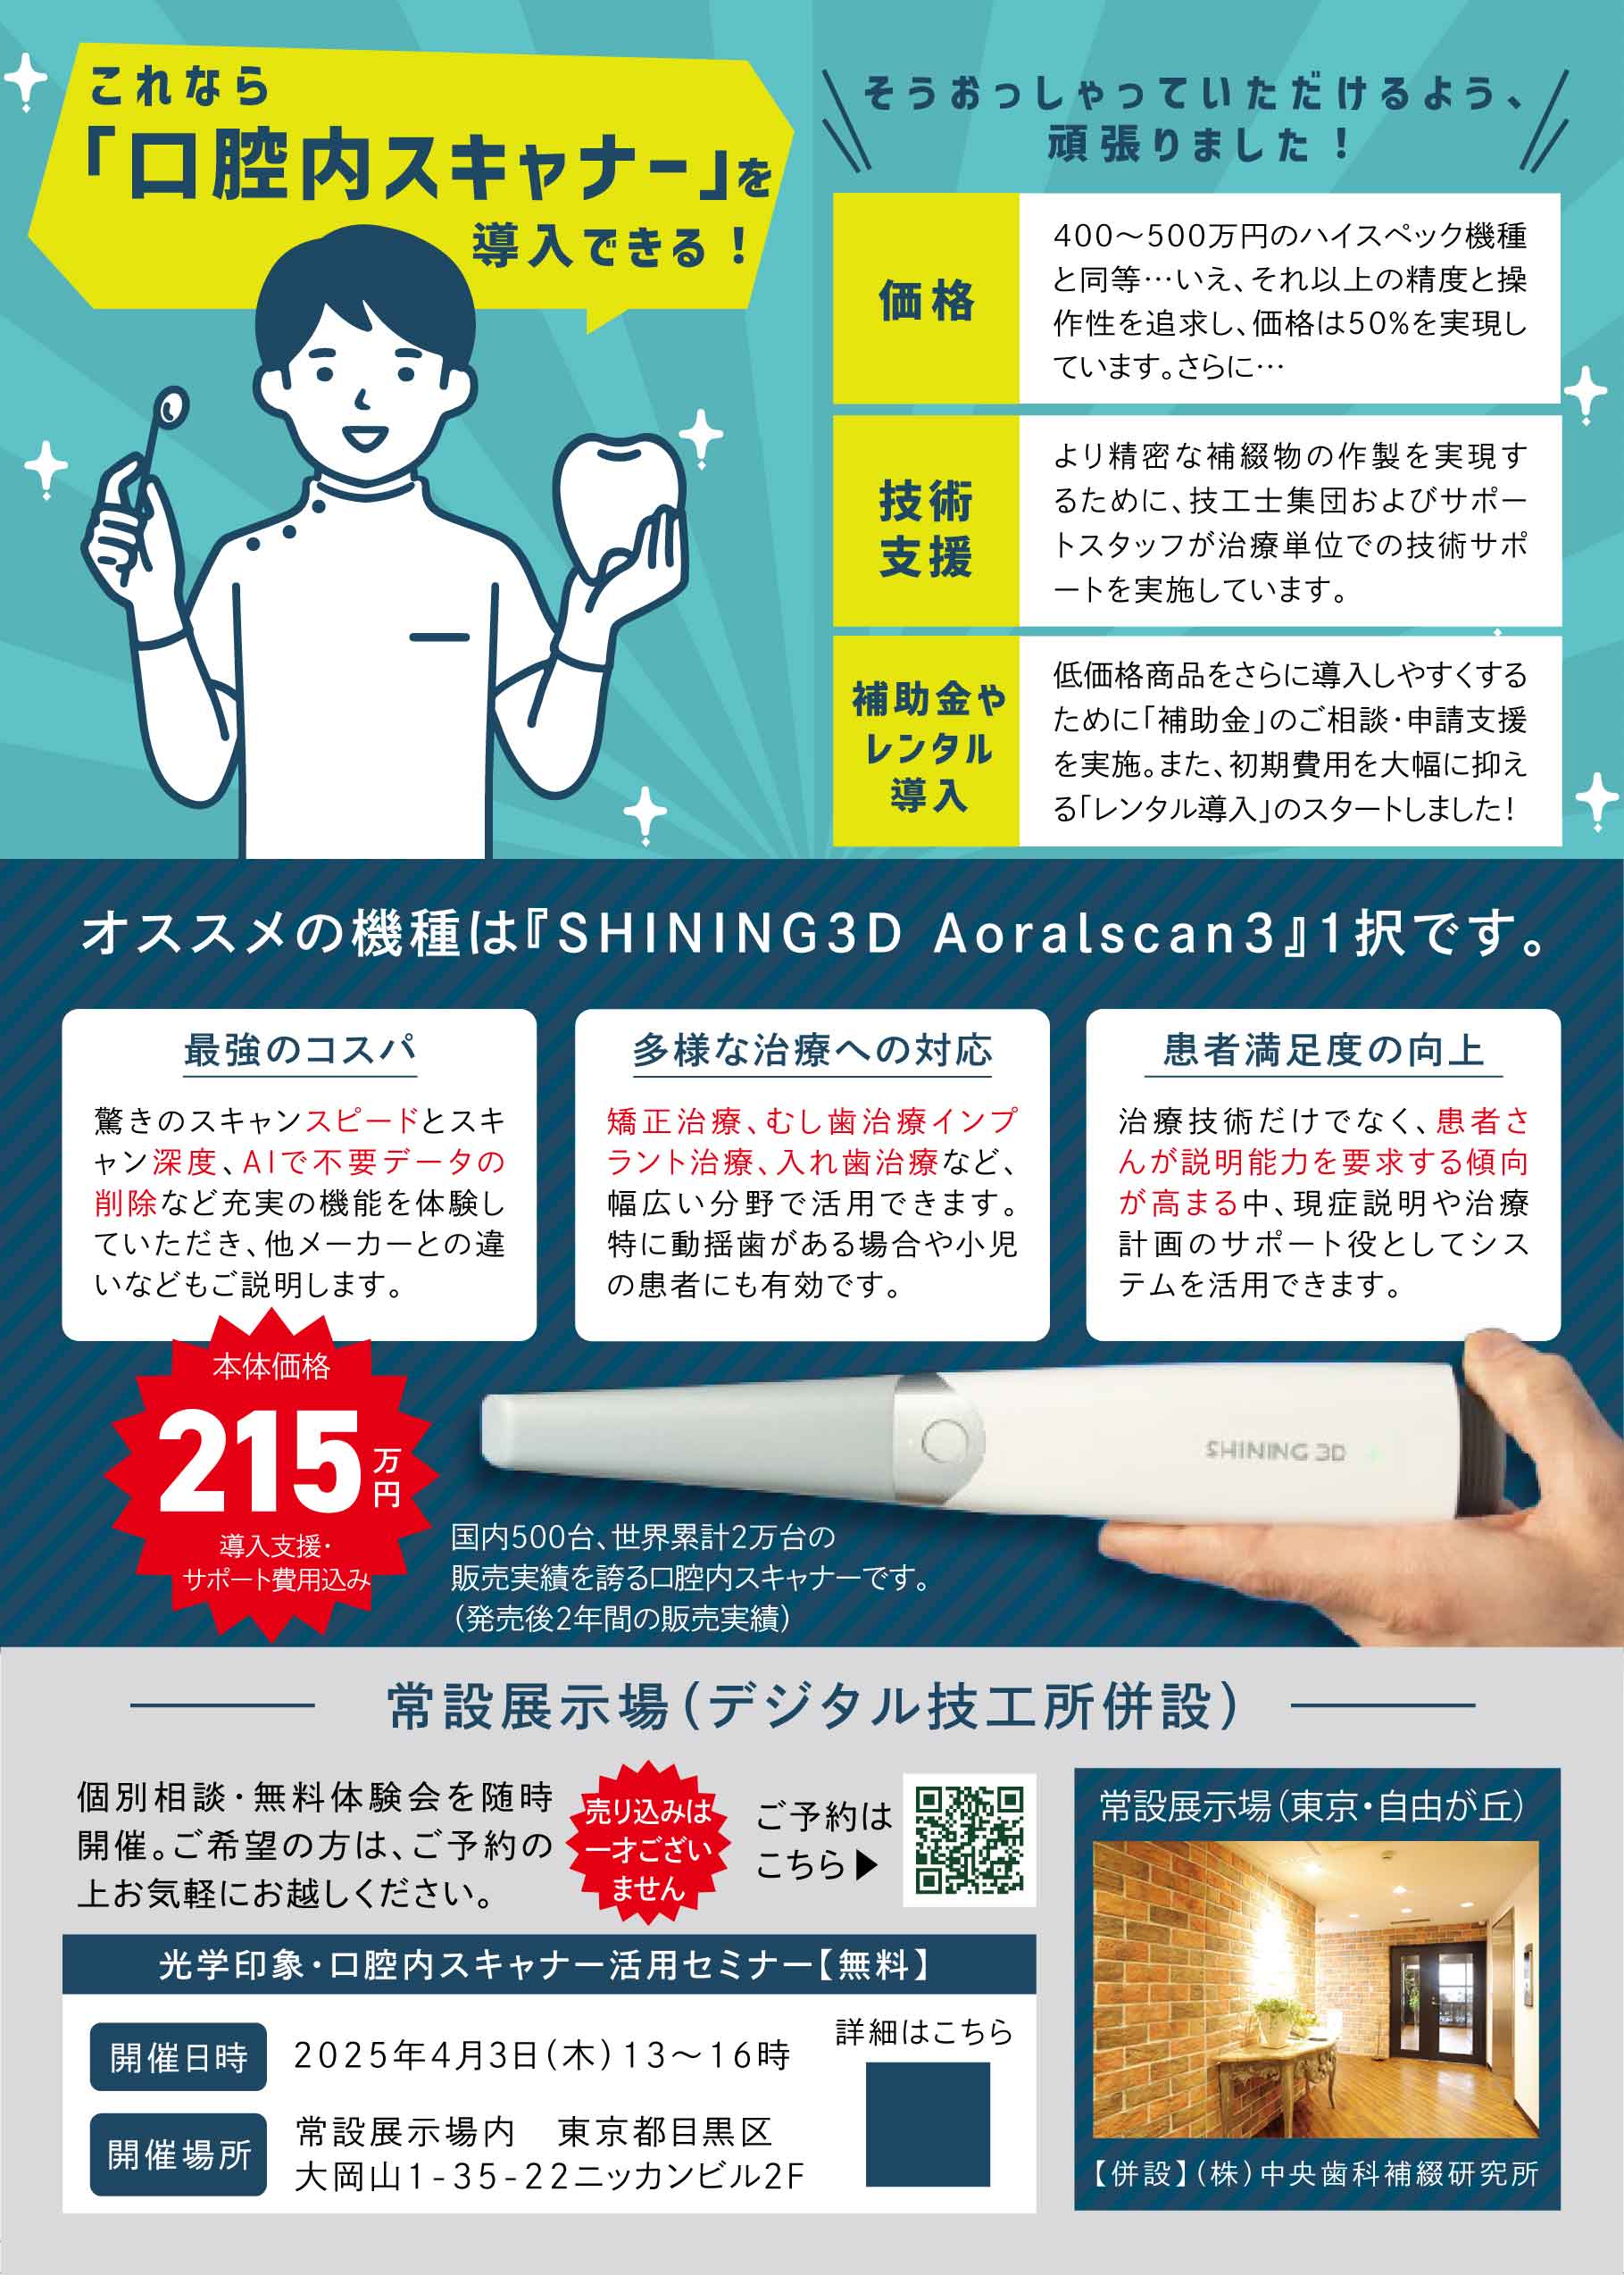 これなら
「口腔内スキャナー」を
導入できる！
そうおっしゃっていただけるよう、
頑張りました！
価格
400〜500万円のハイスペック機種
と同等…いえ、それ以上の精度と操
作性を追求し、価格は50%を実現し
ています。さらに…
技術
支援
より精密な補綴物の作製を実現す
るために、技工士集団およびサポー
トスタッフが治療単位での技術サポ
ートを実施しています。
補助金や
レンタル
導入
低価格商品をさらに導入しやすくする
ために「補助金」のご相談・申請支援
を実施。また、初期費用を大幅に抑え
る「レンタル導入」のスタートしました！
オススメの機種は『SHINING3D Aoralscan3』1択です。
最強のコスパ
驚きのスキャンスピードとスキ
ャン深度、AIで不要データの
削除など充実の機能を体験し
ていただき、他メーカーとの違
いなどもご説明します。
多様な治療への対応
矯正治療、むし歯治療インプ
ラント治療、入れ歯治療など、
幅広い分野で活用できます。
特に動揺歯がある場合や小児
の患者にも有効です。
患者満足度の向上
治療技術だけでなく、患者さ
んが説明能力を要求する傾向
が高まる中、現症説明や治療
計画のサポート役としてシス
テムを活用できます。
本体価格
215万円
導入支援・
サポート費用込み
SHINING 3D
国内500台、世界累計2万台の
販売実績を誇る口腔内スキャナーです。
（発売後2年間の販売実績）
常設展示場（デジタル技工所併設）
個別相談・無料体験会を随時
開催。ご希望の方は、ご予約の
上お気軽にお越しください。
売り込みは
一才ござい
ません
ご予約は
こちら▶
常設展示場（東京・自由が丘）
【併設】（株）中央歯科補綴研究所
光学印象・口腔内スキャナー活用セミナー【無料】
開催日時
2025年4月3日（木）13〜16時
開催場所
常設展示場内　東京都目黒区
大岡山1-35-22ニッカンビル2F
詳細はこちら